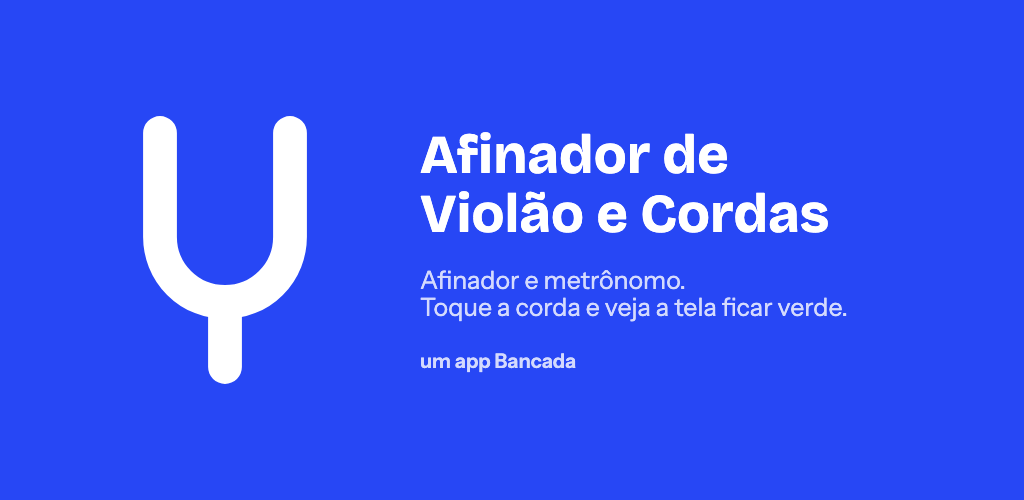 Afinador de
Violão e Cordas
Afinador e metrônomo.
Toque a corda e veja a tela ficar verde.
um app Bancada